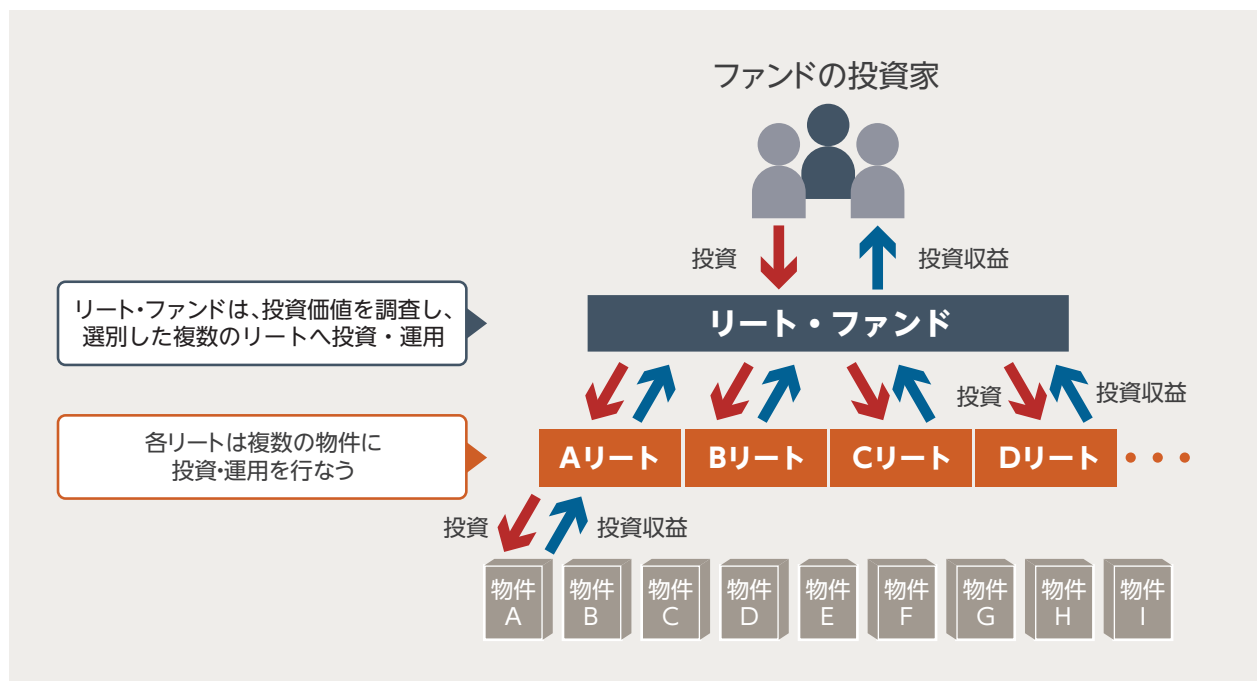 ファンドの投資家
投資
投資収益
リート・ファンドは、投資価値を調査し、
選別した複数のリートへ投資・運用
リート・ファンド
投資
投資収益
各リートは複数の物件に
投資・運用を行なう
Aリート
Bリート
Cリート
Dリート
・・・
投資
投資収益
物件
A
物件
B
物件
C
物件
D
物件
E
物件
F
物件
G
物件
H
物件
I